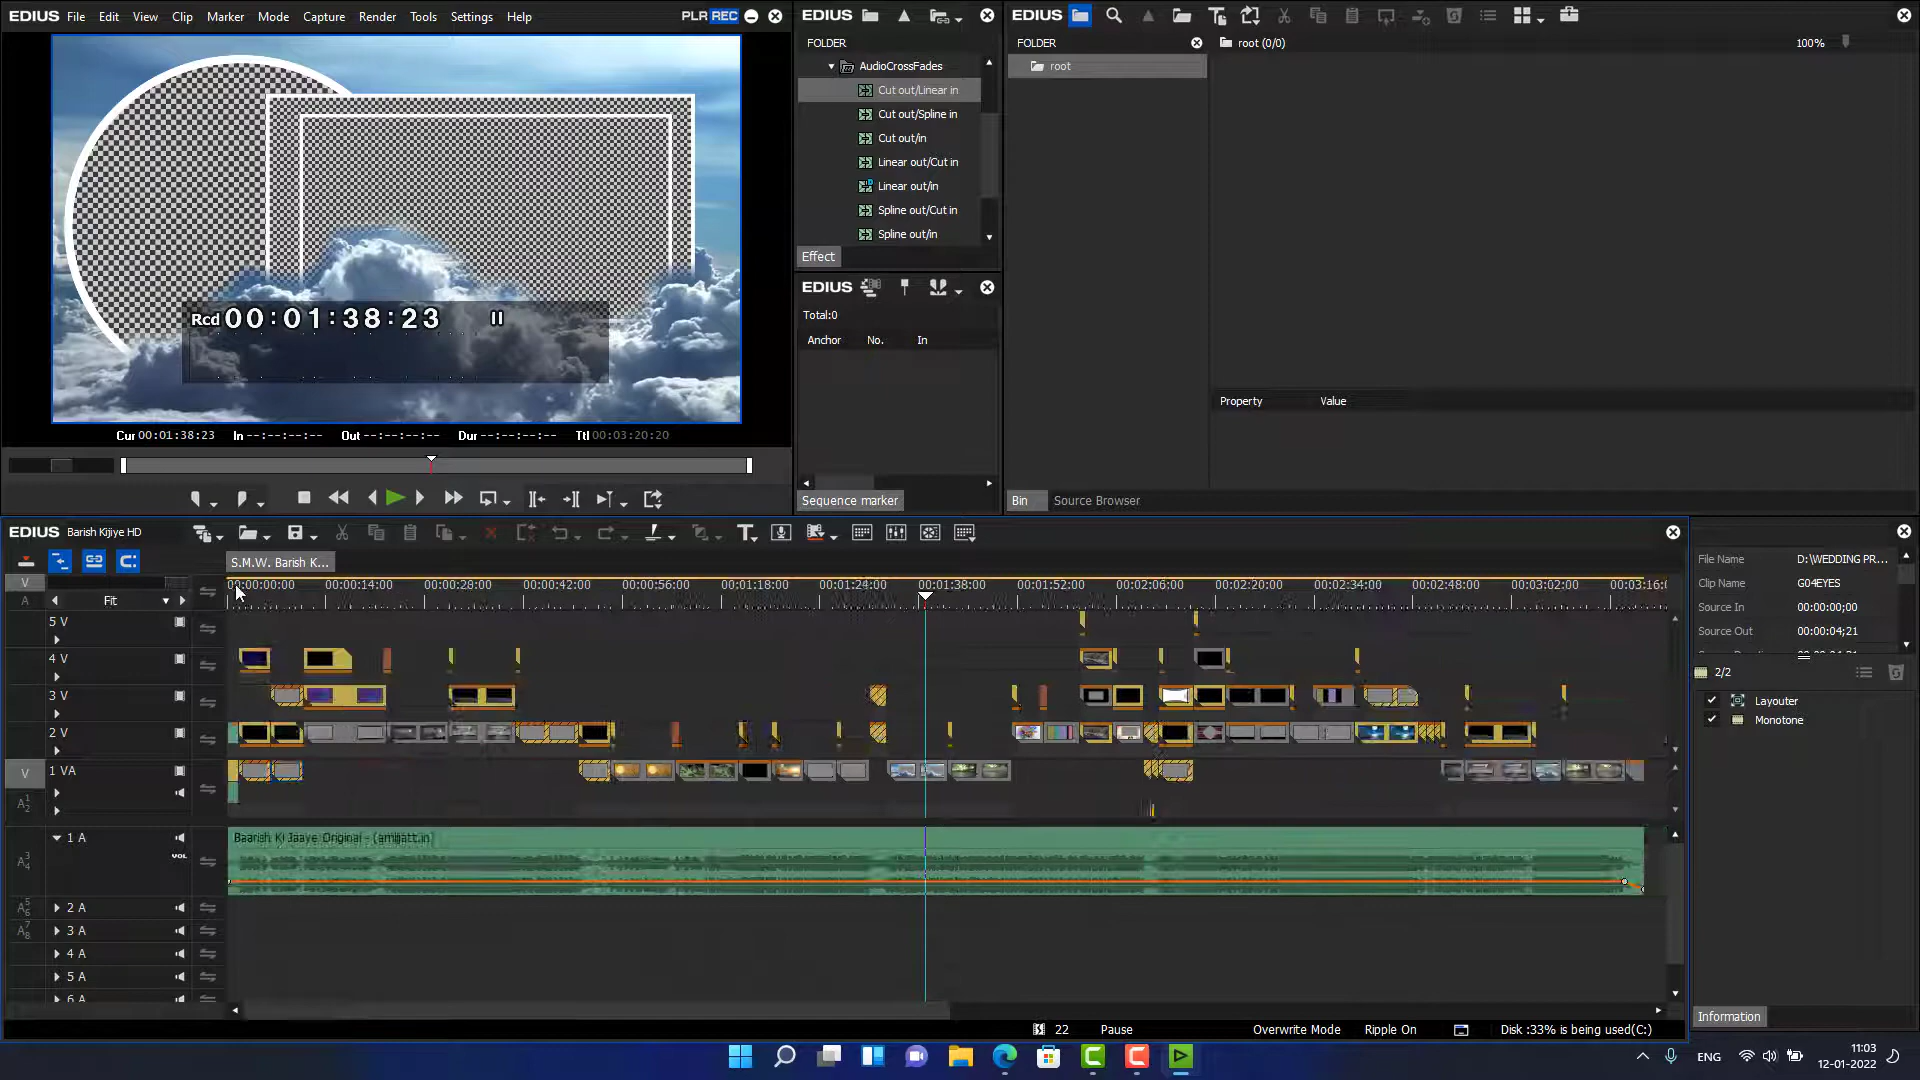 EDIUS File Edit View Clip Marker Mode Capture Render Tools Settings Help PLR REC
Rcd 00:01:38:23
Cur 00:01:38:23 In --:--:--:-- Out --:--:--:-- Dur --:--:--:-- Ttl 00:03:20:20
EDIUS
FOLDER
AudioCrossFades
Cut out/Linear in
Cut out/Spline in
Cut out/in
Linear out/Cut in
Linear out/in
Spline out/Cut in
Spline out/in
Effect
EDIUS
Total:0
Anchor No. In
Sequence marker
EDIUS
FOLDER
root (0/0)
100%
root
Property Value
Bin Source Browser
EDIUS Barish Kijiye HD
S.M.W. Barish K...
V
A
Fit
00:00:00:00 00:00:14:00 00:00:28:00 00:00:42:00 00:00:56:00 00:01:18:00 00:01:24:00 00:01:38:00 00:01:52:00 00:02:06:00 00:02:20:00 00:02:34:00 00:02:48:00 00:03:02:00
5 V
4 V
3 V
2 V
V
1 VA
1 A
Baarish Ki Jaaye Original - (amlijatt.in)
VOL
2 A
3 A
4 A
5 A
6 A
22 Pause Overwrite Mode Ripple On Disk :33% is being used(C:)
File Name D:\WEDDING PR...
Clip Name G04EYES
Source In 00:00:00;00
Source Out 00:00:04;21
2/2
Layouter
Monotone
Information
ENG
11:03
12-01-2022